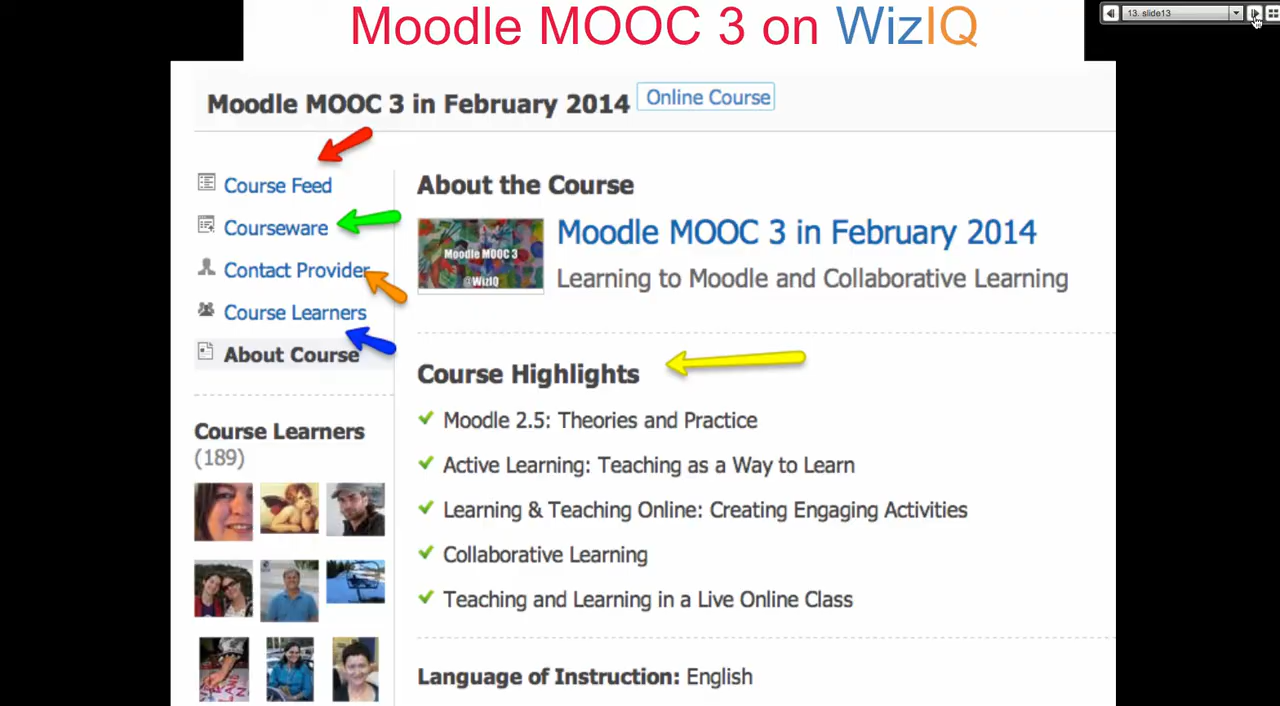 Moodle MOOC 3 on WizIQ
13. slide13
Moodle MOOC 3 in February 2014 Online Course
Course Feed
Courseware
Contact Provider
Course Learners
About Course
Course Learners
(189)
About the Course
Moodle MOOC 3
@WizIQ
Moodle MOOC 3 in February 2014
Learning to Moodle and Collaborative Learning
Course Highlights
Moodle 2.5: Theories and Practice
Active Learning: Teaching as a Way to Learn
Learning & Teaching Online: Creating Engaging Activities
Collaborative Learning
Teaching and Learning in a Live Online Class
Language of Instruction: English